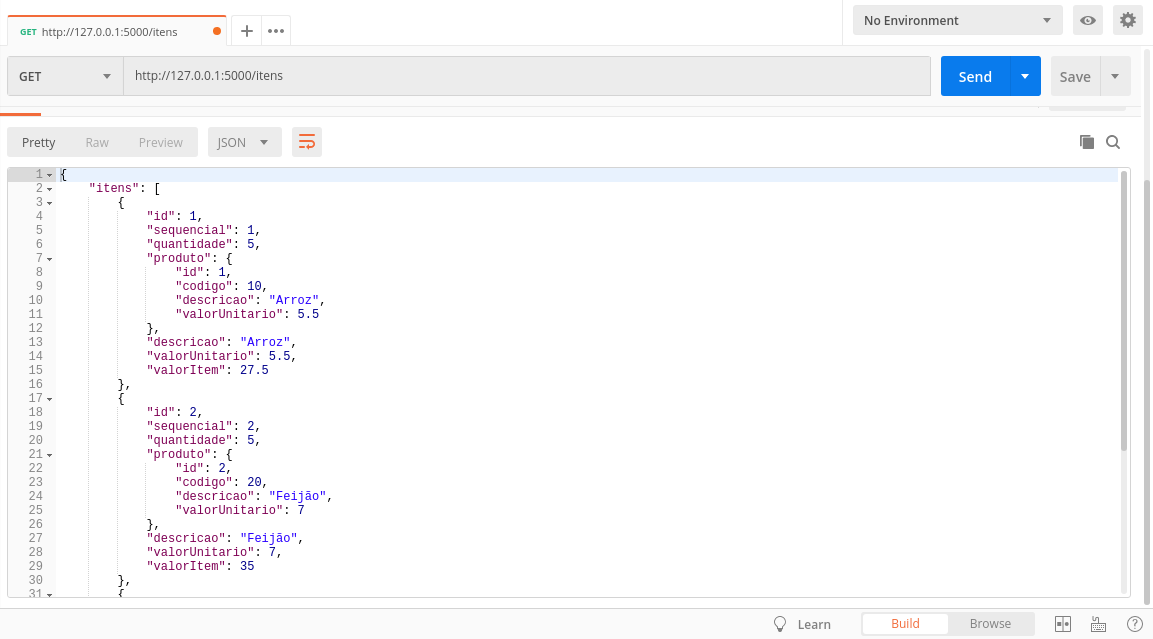 GET http://127.0.0.1:5000/itens
No Environment
GET http://127.0.0.1:5000/itens Send Save
Pretty Raw Preview JSON
1 {
2 "itens": [
3 {
4 "id": 1,
5 "sequencial": 1,
6 "quantidade": 5,
7 "produto": {
8 "id": 1,
9 "codigo": 10,
10 "descricao": "Arroz",
11 "valorUnitario": 5.5
12 },
13 "descricao": "Arroz",
14 "valorUnitario": 5.5,
15 "valorItem": 27.5
16 },
17 {
18 "id": 2,
19 "sequencial": 2,
20 "quantidade": 5,
21 "produto": {
22 "id": 2,
23 "codigo": 20,
24 "descricao": "Feijão",
25 "valorUnitario": 7
26 },
27 "descricao": "Feijão",
28 "valorUnitario": 7,
29 "valorItem": 35
30 },
31 {
Learn Build Browse